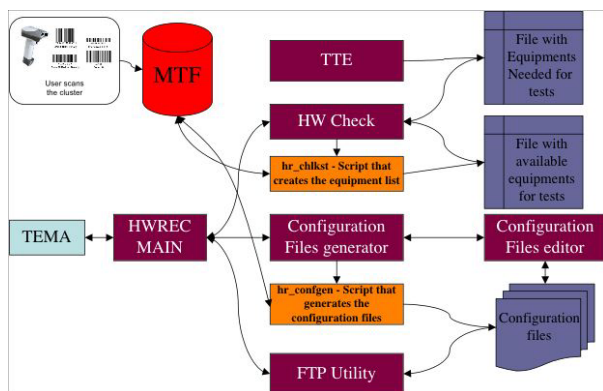 User scans
the cluster
MTF
TTE
File with
Equipments
Needed for
tests
HW Check
hr_chlkst - Script that
creates the equipment list
File with
available
equipments
for tests
TEMA
HWREC
MAIN
Configuration
Files generator
Configuration
Files editor
hr_confgen - Script that
generates the
configuration files
Configuration
files
FTP Utility